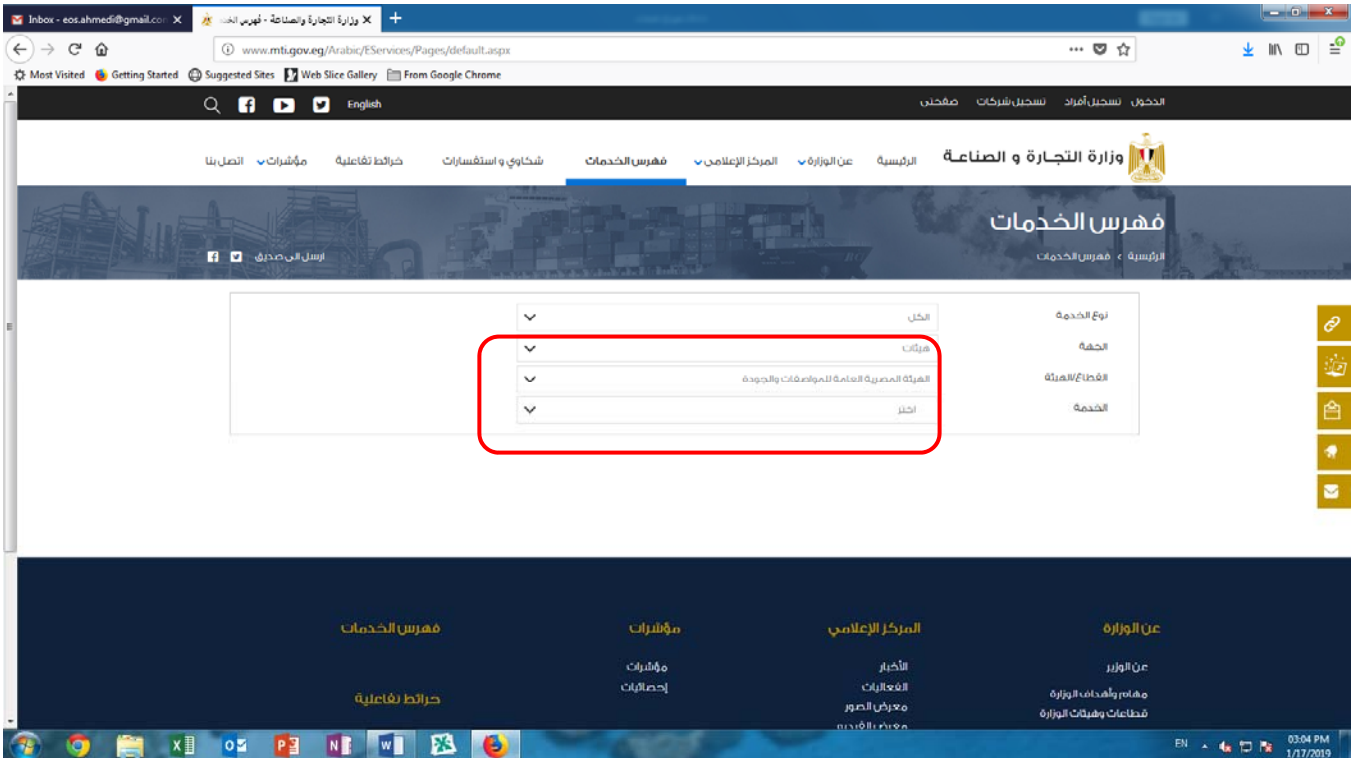 Inbox - eos.ahmedi@gmail.con
وزارة التجارة والصناعة - فهرس الخد
www.mti.gov.eg/Arabic/EServices/Pages/default.aspx
Most Visited Getting Started Suggested Sites Web Slice Gallery From Google Chrome
الدخول تسجيل أفراد تسجيل شركات صفحتى English
وزارة التجـارة و الصناعـة
الرئيسية عن الوزارة المركز الإعلامى فهرس الخدمات شكاوي و استفسارات خرائط تفاعلية مؤشرات اتصل بنا
فهرس الخدمات
الرئيسية › فهرس الخدمات ارسل الى صديق
نوع الخدمة الكل
الجهة هيئات
القطاع/الهيئة الهيئة المصرية العامة للمواصفات والجودة
الخدمة اختر
عن الوزارة المركز الإعلامي مؤشرات فهرس الخدمات
عن الوزير الأخبار مؤشرات
مهام وأهداف الوزارة الفعاليات إحصائيات خرائط تفاعلية
قطاعات وهيئات الوزارة معرض الصور
EN 03:04 PM
1/17/2019